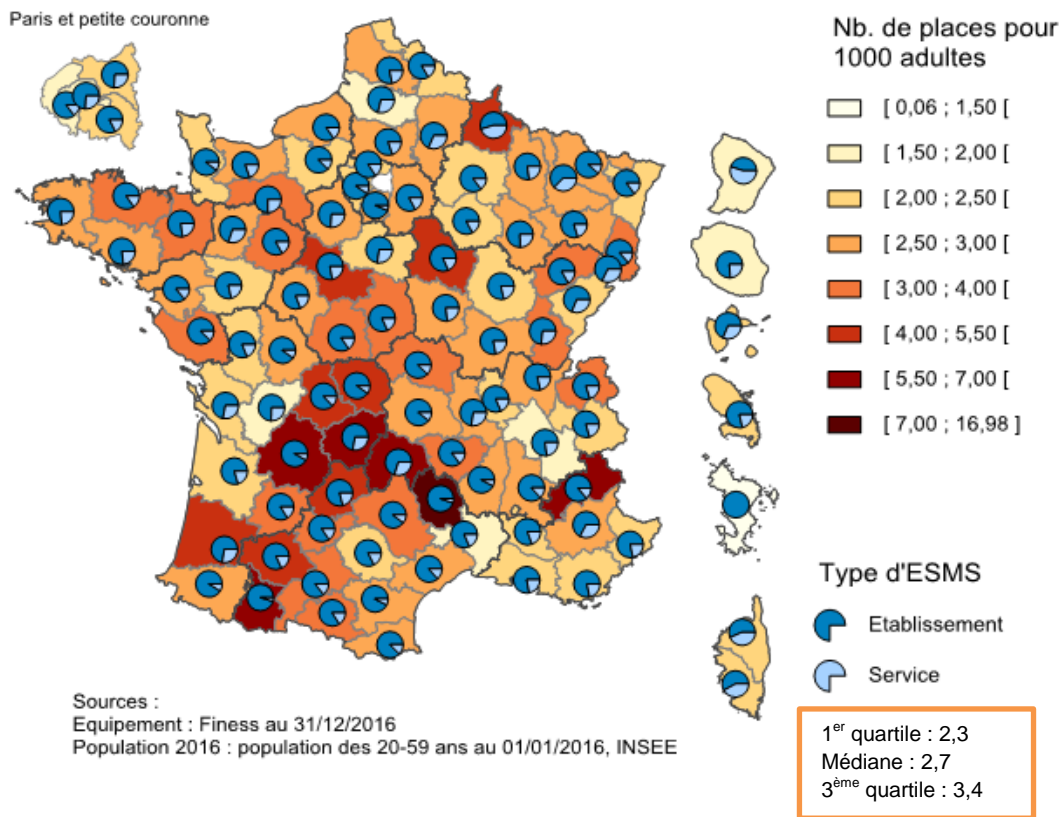 Paris et petite couronne
Nb. de places pour
1000 adultes
[ 0,06 ; 1,50 [
[ 1,50 ; 2,00 [
[ 2,00 ; 2,50 [
[ 2,50 ; 3,00 [
[ 3,00 ; 4,00 [
[ 4,00 ; 5,50 [
[ 5,50 ; 7,00 [
[ 7,00 ; 16,98 ]
Type d'ESMS
Etablissement
Service
Sources :
Equipement : Finess au 31/12/2016
Population 2016 : population des 20-59 ans au 01/01/2016, INSEE
1er quartile : 2,3
Médiane : 2,7
3ème quartile : 3,4